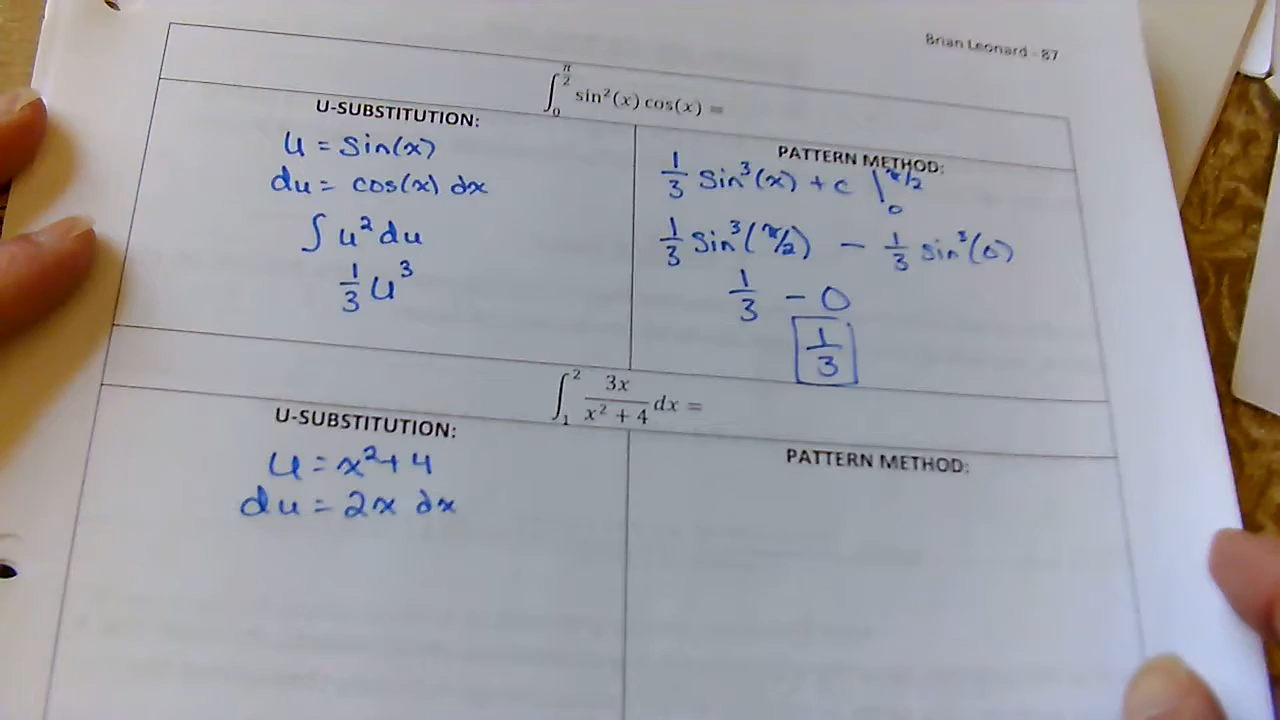 Brian Leonard - 87
∫₀^(π/2) sin²(x) cos(x) =
U-SUBSTITUTION:
u = sin(x)
du = cos(x) dx
∫ u² du
1/3 u³
PATTERN METHOD:
1/3 sin³(x) + c |₀^(π/2)
1/3 sin³(π/2) - 1/3 sin³(0)
1/3 - 0
1/3
∫₁² 3x/(x² + 4) dx =
U-SUBSTITUTION:
u = x²+4
du = 2x dx
PATTERN METHOD: